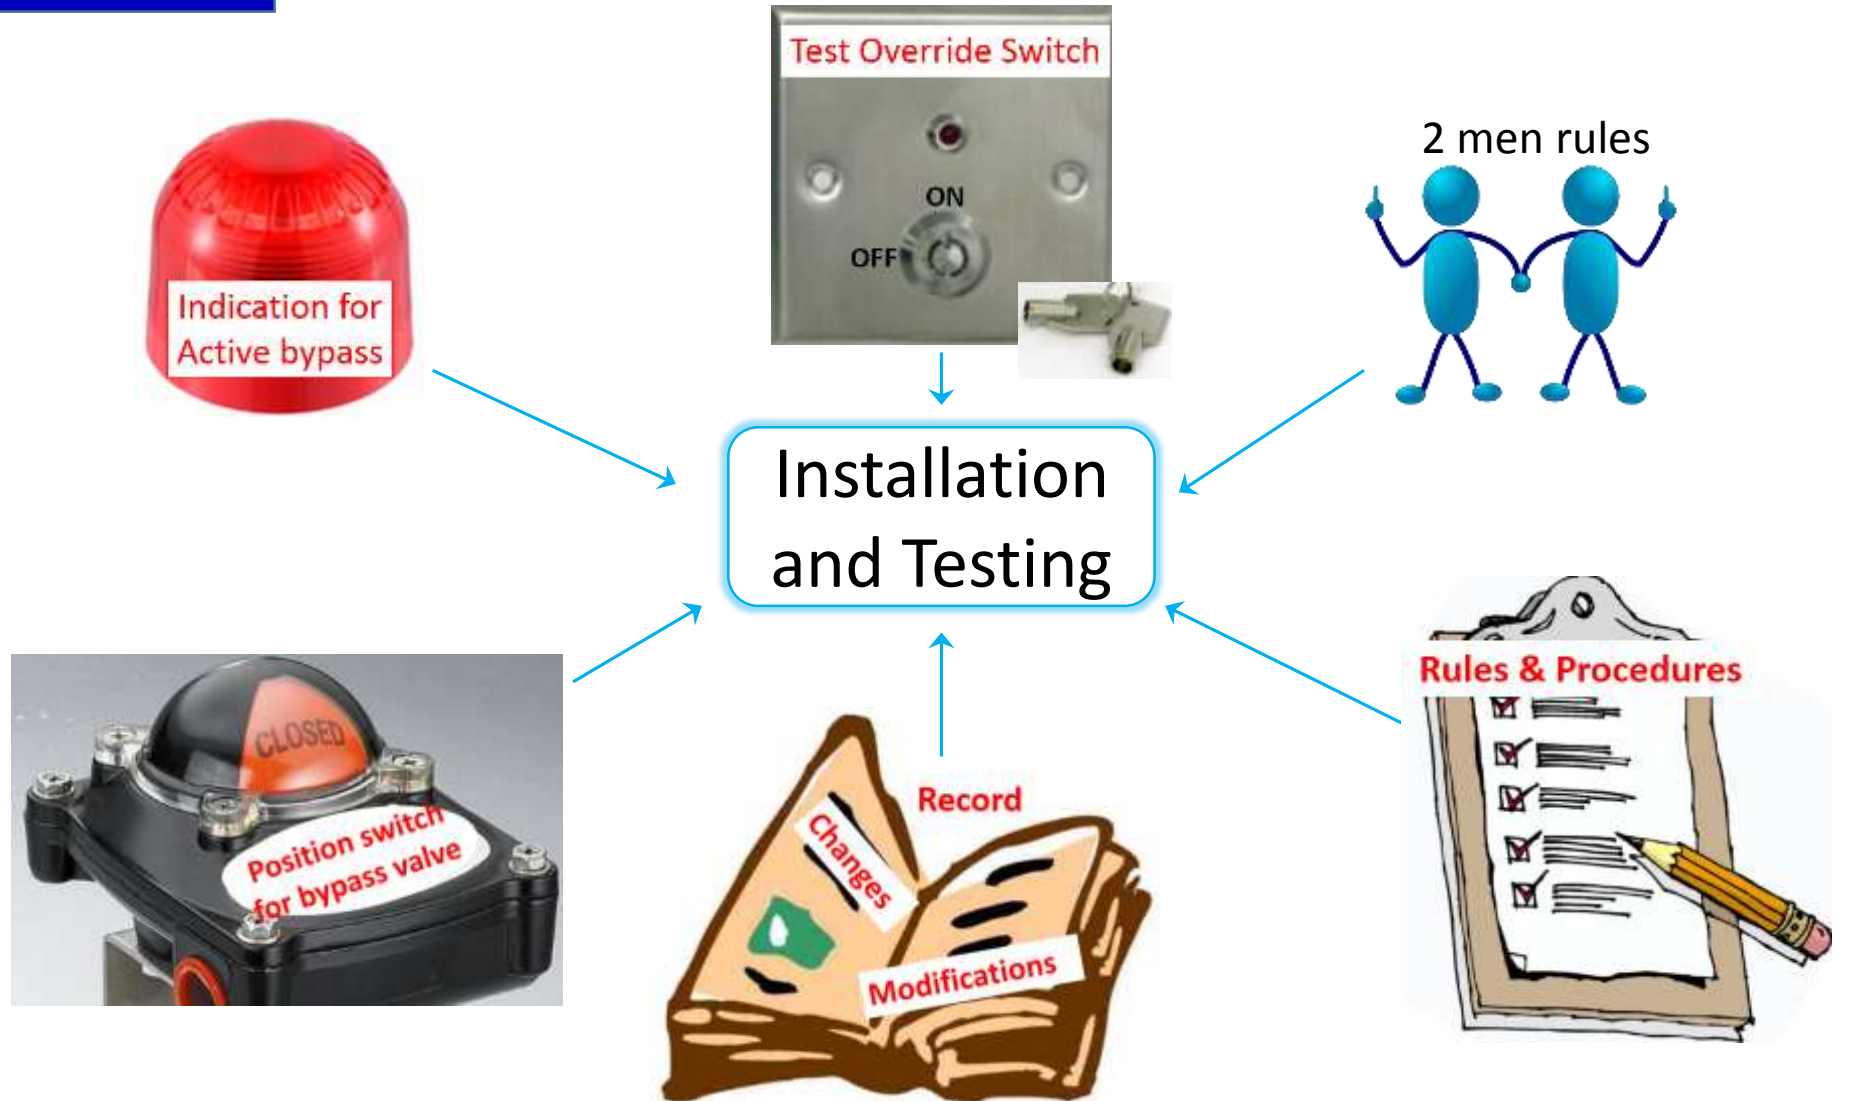 Test Override Switch
ON
OFF
2 men rules
Indication for
Active bypass
Installation
and Testing
CLOSED
Position switch
for bypass valve
Record
Changes
Modifications
Rules & Procedures